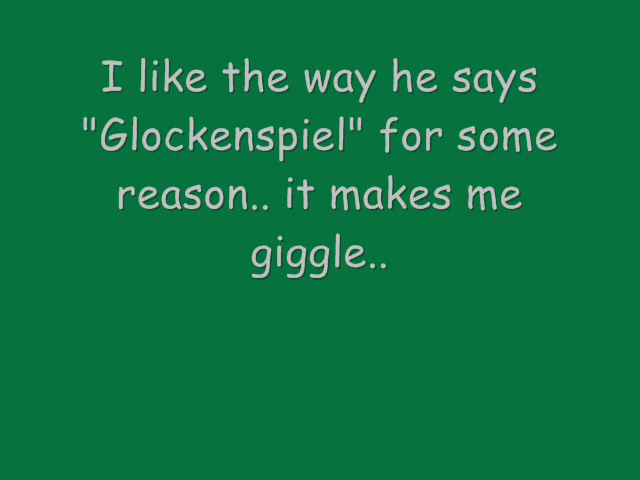 I like the way he says
"Glockenspiel" for some
reason.. it makes me
giggle..